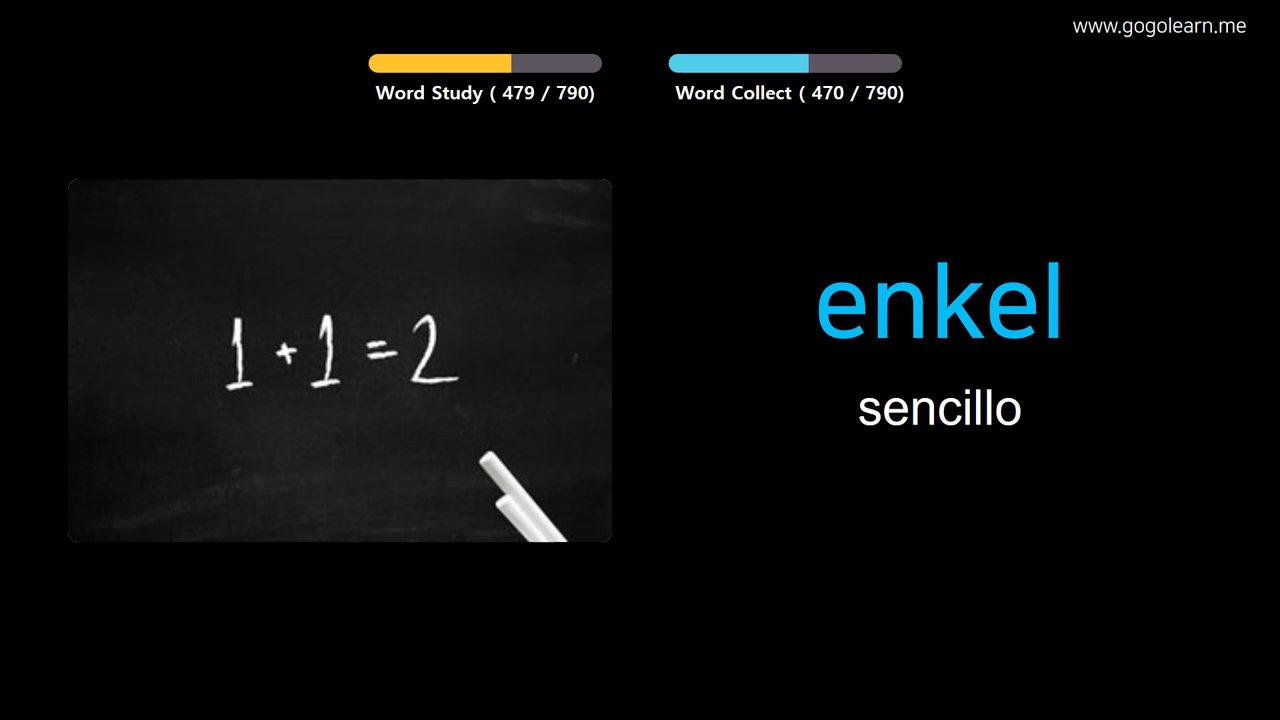 www.gogolearn.me
Word Study ( 479 / 790)
Word Collect ( 470 / 790)
1 + 1 = 2
enkel
sencillo